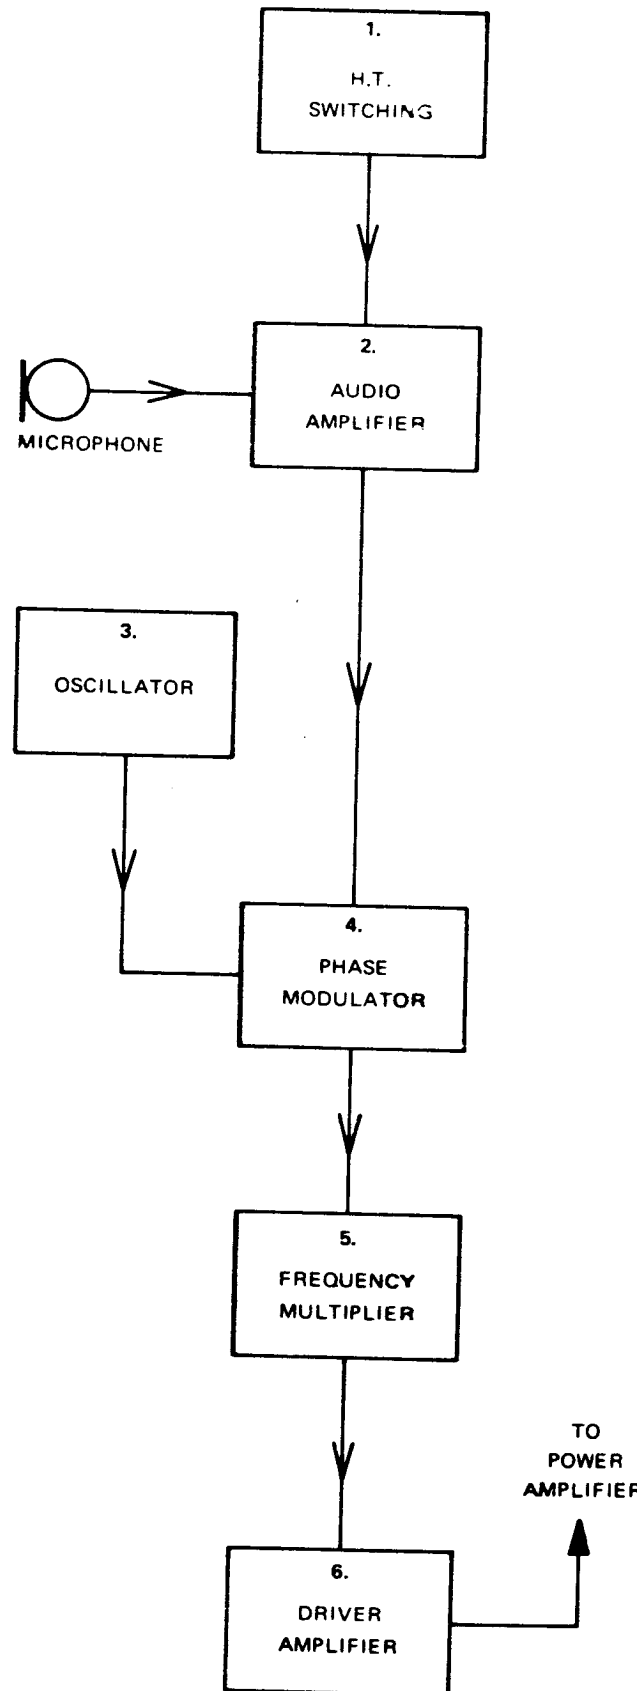 1.
H.T.
SWITCHING
2.
AUDIO
AMPLIFIER
MICROPHONE
3.
OSCILLATOR
4.
PHASE
MODULATOR
5.
FREQUENCY
MULTIPLIER
TO
POWER
AMPLIFIER
6.
DRIVER
AMPLIFIER